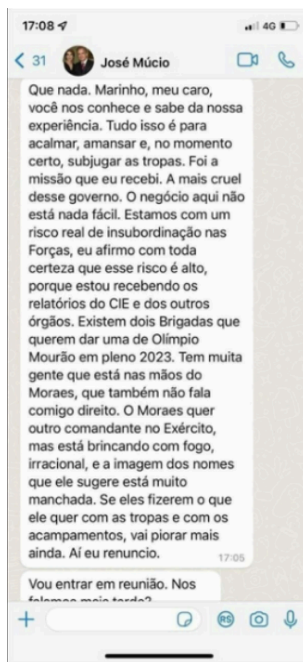 17:08
4G
31
José Múcio
Que nada. Marinho, meu caro,
você nos conhece e sabe da nossa
experiência. Tudo isso é para
acalmar, amansar e, no momento
certo, subjugar as tropas. Foi a
missão que eu recebi. A mais cruel
desse governo. O negócio aqui não
está nada fácil. Estamos com um
risco real de insubordinação nas
Forças, eu afirmo com toda
certeza que esse risco é alto,
porque estou recebendo os
relatórios do CIE e dos outros
órgãos. Existem dois Brigadas que
querem dar uma de Olímpio
Mourão em pleno 2023. Tem muita
gente que está nas mãos do
Moraes, que também não fala
comigo direito. O Moraes quer
outro comandante no Exército,
mas está brincando com fogo,
irracional, e a imagem dos nomes
que ele sugere está muito
manchada. Se eles fizerem o que
ele quer com as tropas e com os
acampamentos, vai piorar mais
ainda. Aí eu renuncio.
17:05
Vou entrar em reunião. Nos
falamos mais tarde?
R$